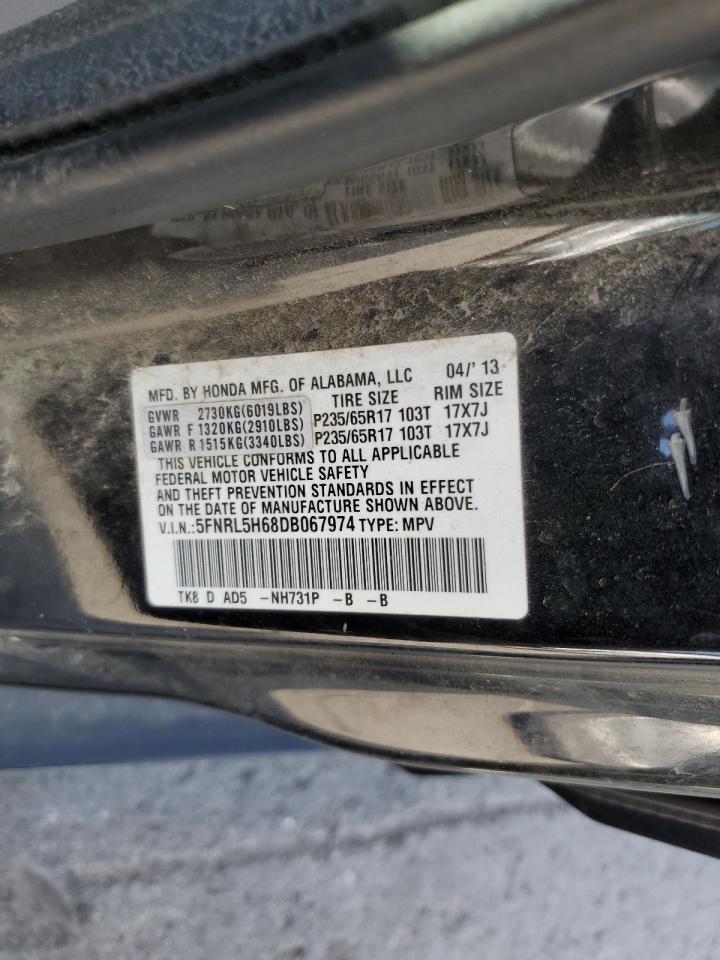 MFD. BY HONDA MFG. OF ALABAMA, LLC 04/'13
TIRE SIZE RIM SIZE
GVWR 2730KG(6019LBS)
GAWR F 1320KG(2910LBS) P235/65R17 103T 17X7J
GAWR R 1515KG(3340LBS) P235/65R17 103T 17X7J
THIS VEHICLE CONFORMS TO ALL APPLICABLE
FEDERAL MOTOR VEHICLE SAFETY
AND THEFT PREVENTION STANDARDS IN EFFECT
ON THE DATE OF MANUFACTURE SHOWN ABOVE.
V.I.N.:5FNRL5H68DB067974 TYPE: MPV
TK8 D AD5 -NH731P -B -B